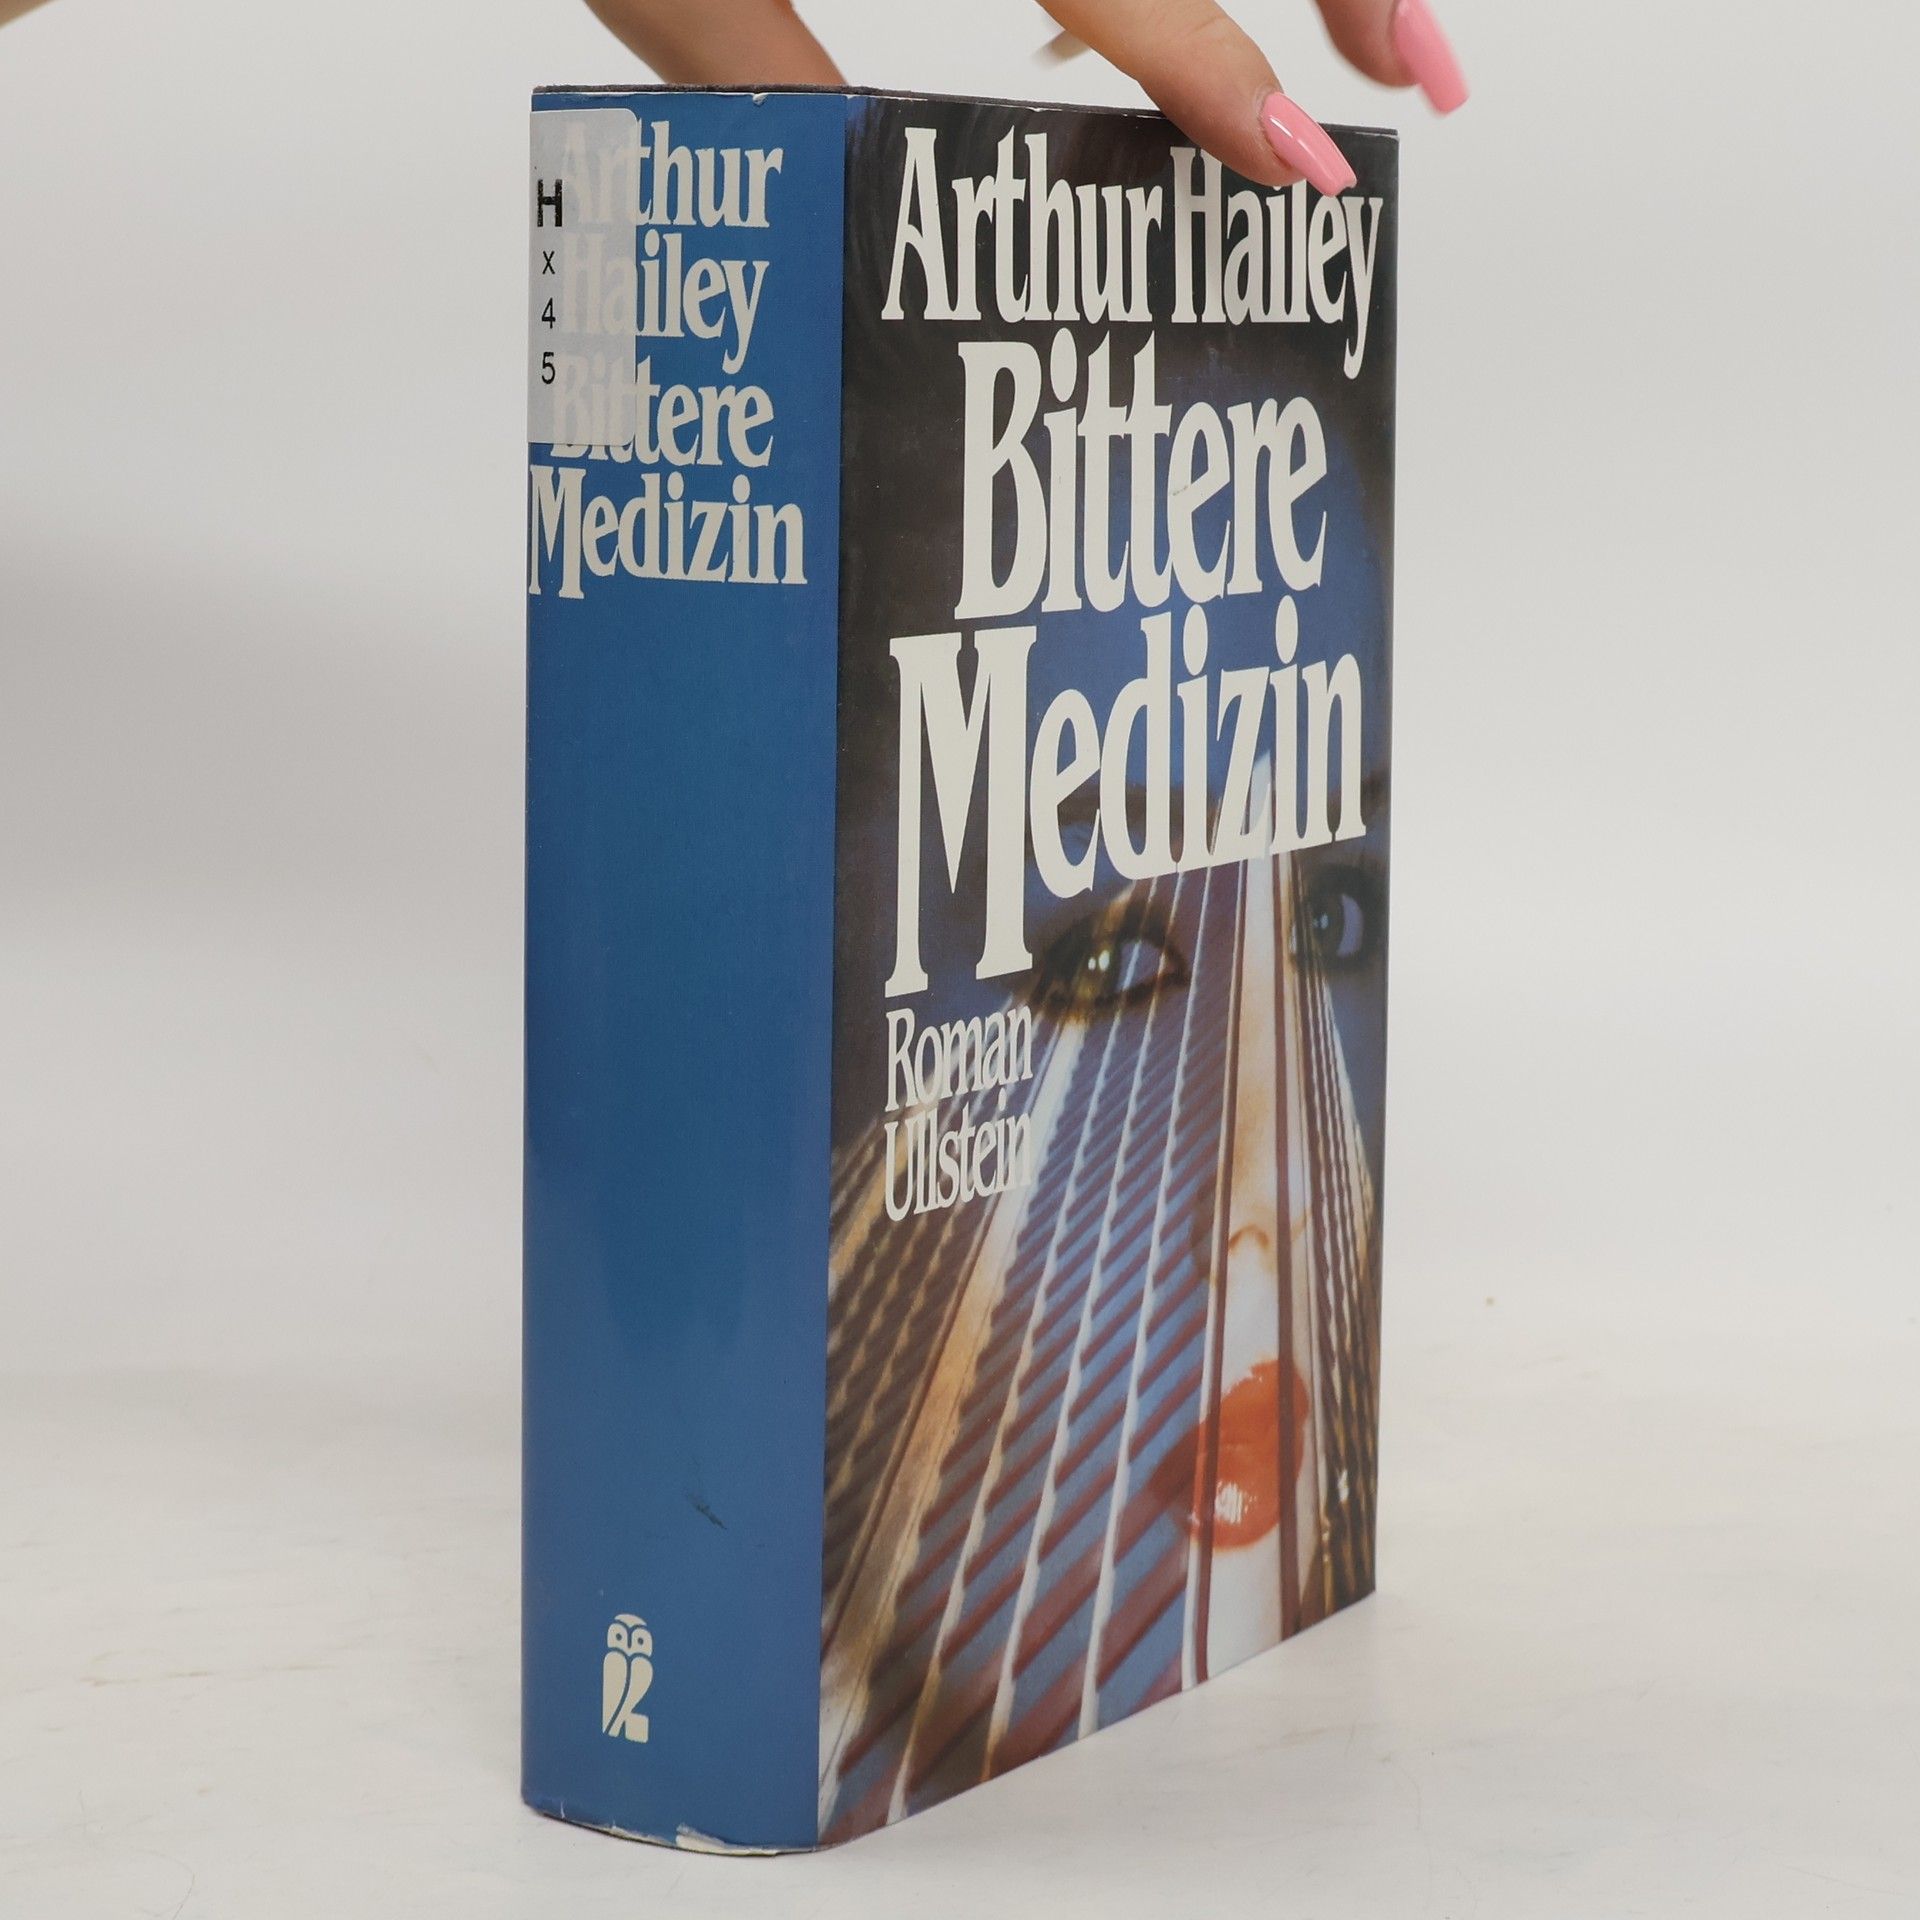 H
x
4
5
Arthur
Hailey
Bittere
Medizin
Arthur Hailey
Bittere
Medizin
Roman
Ullstein